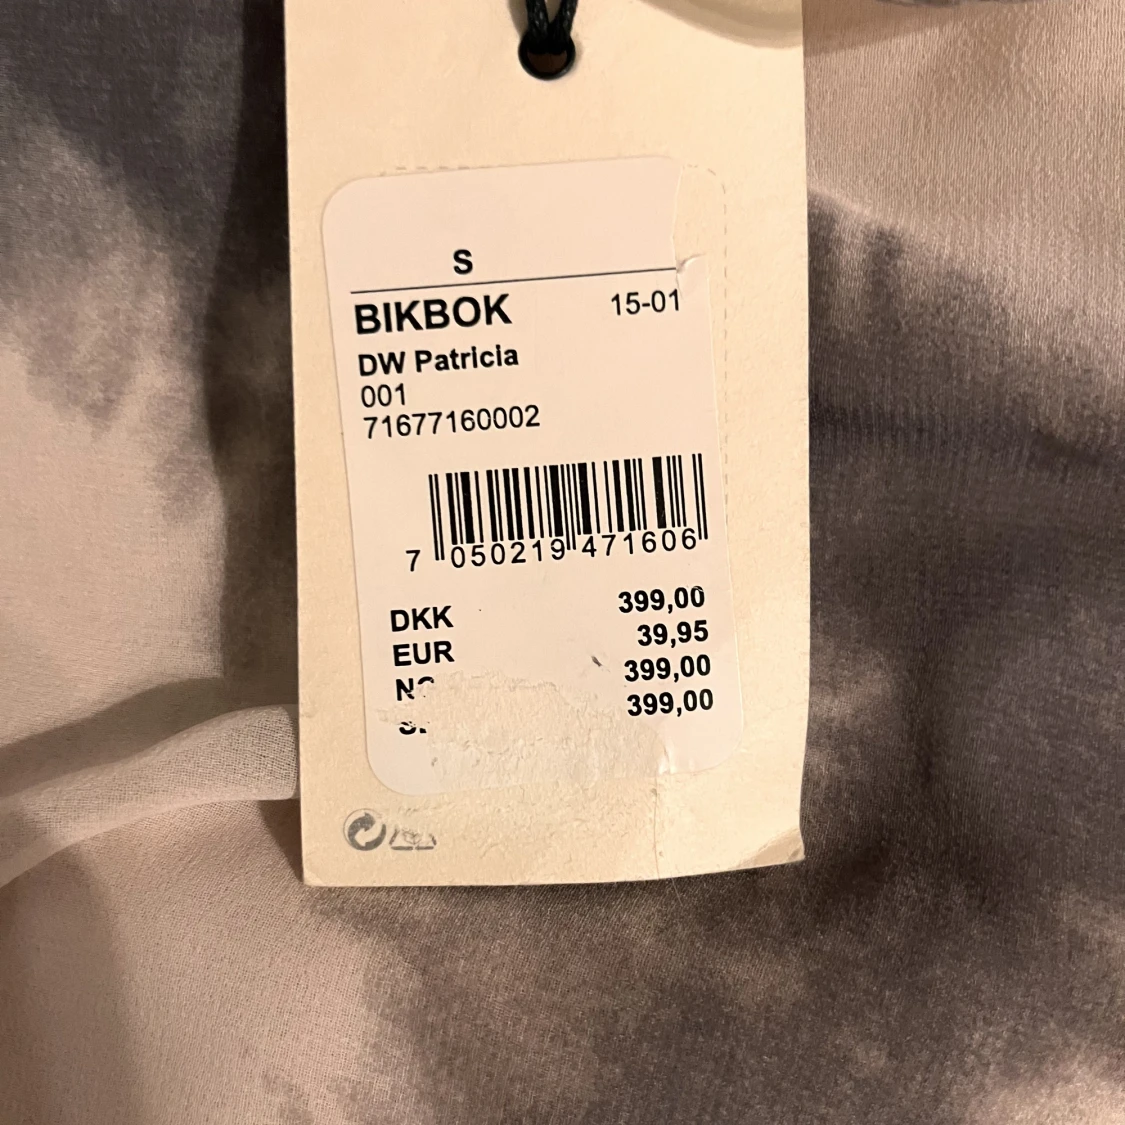 S
BIKBOK 15-01
DW Patricia
001
71677160002
7 050219 471606
DKK 399,00
EUR 39,95
399,00
399,00